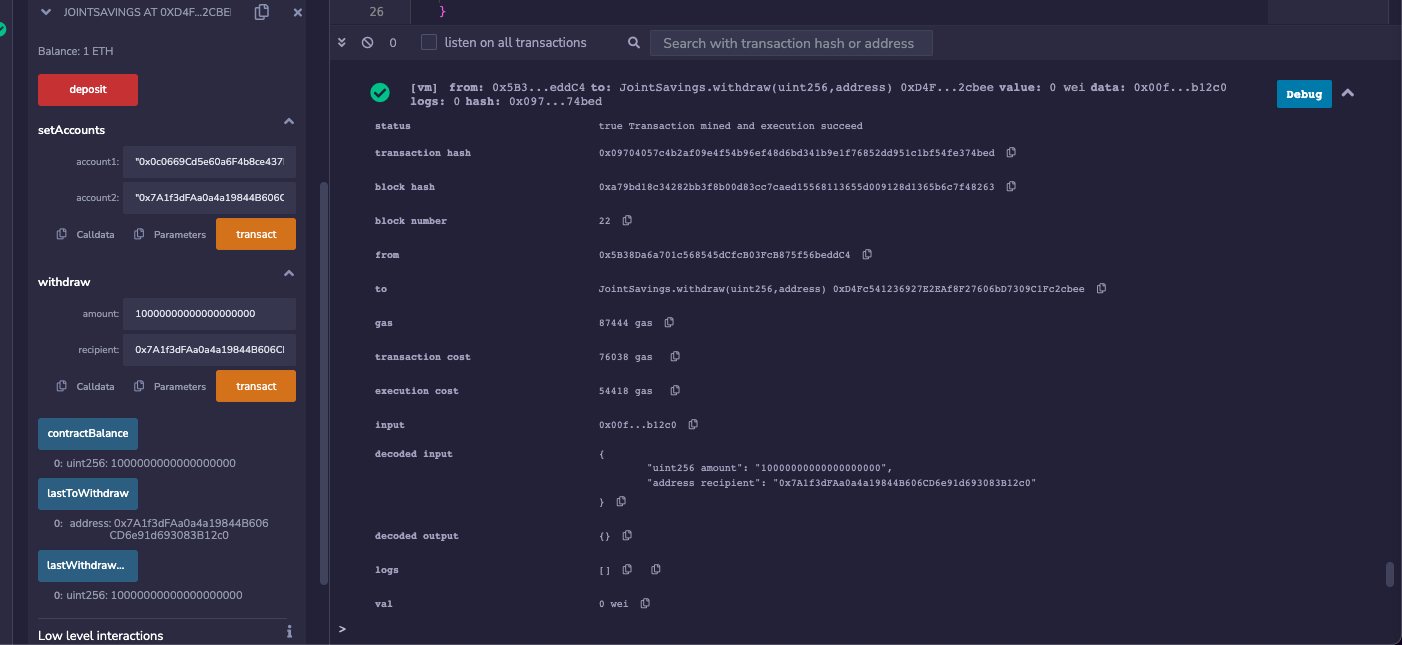 JOINTSAVINGS AT 0XD4F...2CBEE
Balance: 1 ETH
deposit
setAccounts
account1: "0x0c0669Cd5e60a6F4b8ce437
account2: "0x7A1f3dFAa0a4a19844B606C
Calldata Parameters transact
withdraw
amount: 10000000000000000000
recipient: 0x7A1f3dFAa0a4a19844B606C
Calldata Parameters transact
contractBalance
0: uint256: 1000000000000000000
lastToWithdraw
0: address: 0x7A1f3dFAa0a4a19844B606
CD6e91d693083B12c0
lastWithdraw...
0: uint256: 10000000000000000000
Low level interactions
26 }
0 listen on all transactions Search with transaction hash or address
[vm] from: 0x5B3...eddC4 to: JointSavings.withdraw(uint256,address) 0xD4F...2cbee value: 0 wei data: 0x00f...b12c0
logs: 0 hash: 0x097...74bed
Debug
status true Transaction mined and execution succeed
transaction hash 0x09704057c4b2af09e4f54b96ef48d6bd341b9e1f76852dd951c1bf54fe374bed
block hash 0xa79bd18c34282bb3f8b00d83cc7caed15568113655d009128d1365b6c7f48263
block number 22
from 0x5B38Da6a701c568545dCfcB03FcB875f56beddC4
to JointSavings.withdraw(uint256,address) 0xD4Fc541236927E2EAf8F27606bD7309C1Fc2cbee
gas 87444 gas
transaction cost 76038 gas
execution cost 54418 gas
input 0x00f...b12c0
decoded input {
"uint256 amount": "10000000000000000000",
"address recipient": "0x7A1f3dFAa0a4a19844B606CD6e91d693083B12c0"
}
decoded output {}
logs []
val 0 wei
>